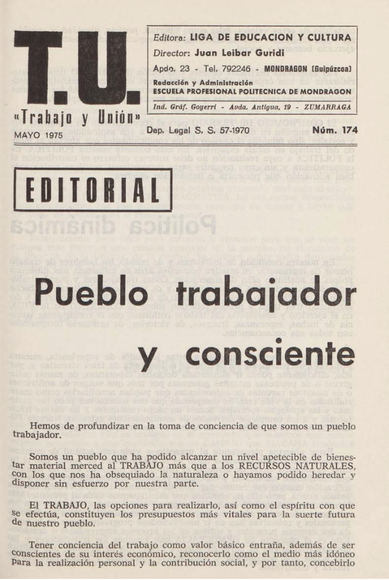 T.U.
«Trabajo y Unión»
MAYO 1975
Editora: LIGA DE EDUCACION Y CULTURA
Director: Juan Leibar Guridi
Apdo. 23 - Tel. 792246 - MONDRAGON (Guipúzcoa)
Redacción y Administración
ESCUELA PROFESIONAL POLITECNICA DE MONDRAGON
Ind. Gráf. Gogerri - Avda. Antigua, 19 - ZUMARRAGA
Dep. Legal S. S. 57-1970 Núm. 174
EDITORIAL
Pueblo trabajador
y consciente
Hemos de profundizar en la toma de conciencia de que somos un pueblo
trabajador.
Somos un pueblo que ha podido alcanzar un nivel apetecible de bienes-
tar material merced al TRABAJO más que a los RECURSOS NATURALES,
con los que nos ha obsequiado la naturaleza o hayamos podido heredar y
disponer sin esfuerzo por nuestra parte.
El TRABAJO, las opciones para realizarlo, así como el espíritu con que
se efectúa, constituyen los presupuestos más vitales para la suerte futura
de nuestro pueblo.
Tener conciencia del trabajo como valor básico entraña, además de ser
conscientes de su interés económico, reconocerlo como el medio más idóneo
para la realización personal y la contribución social, y por tanto, concebirlo